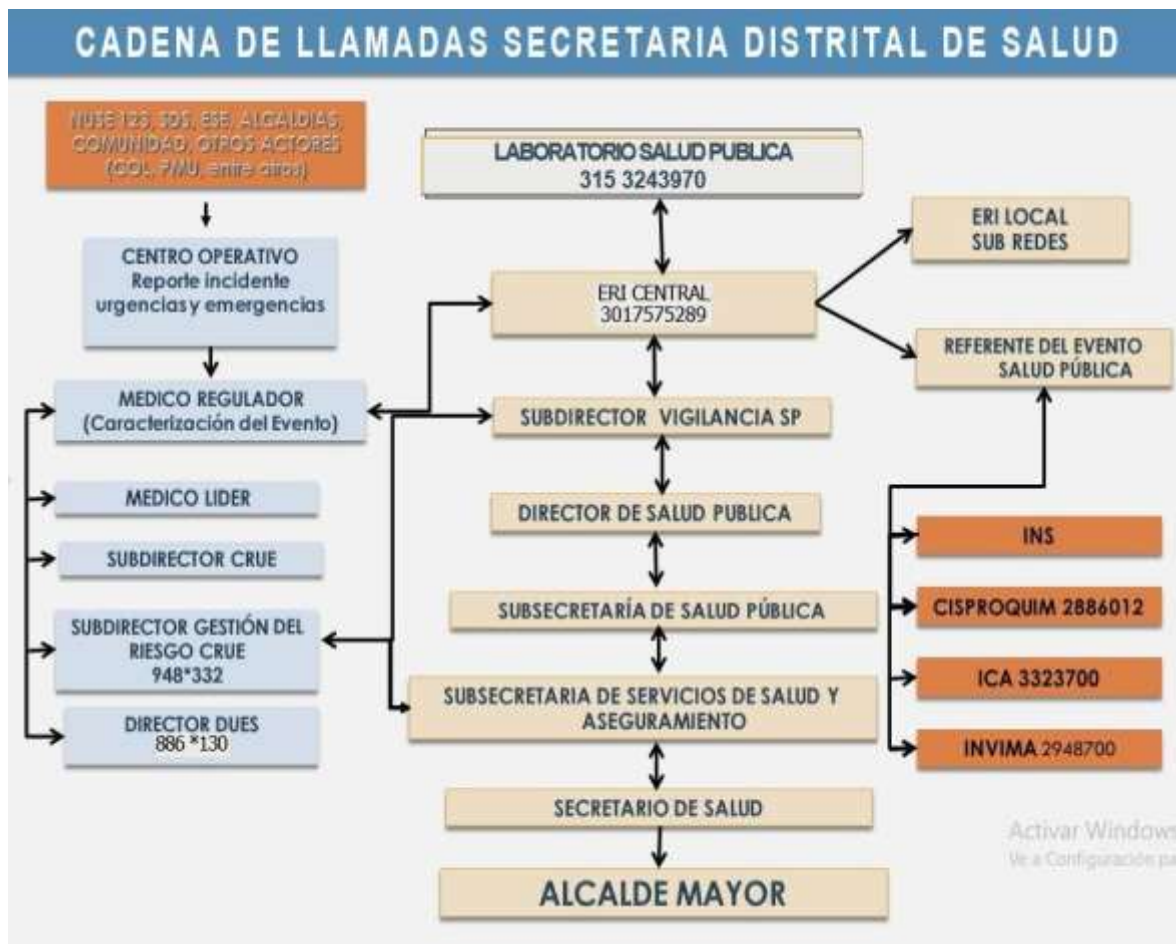 CADENA DE LLAMADAS SECRETARIA DISTRITAL DE SALUD
NUSE 123, SDS, ESE, ALCALDIAS,
COMUNIDAD, OTROS ACTORES
(COL, PMU, entre otros)
CENTRO OPERATIVO
Reporte incidente
urgencias y emergencias
MEDICO REGULADOR
(Caracterización del Evento)
MEDICO LIDER
SUBDIRECTOR CRUE
SUBDIRECTOR GESTIÓN DEL
RIESGO CRUE
948*332
DIRECTOR DUES
886 *130
LABORATORIO SALUD PUBLICA
315 3243970
ERI CENTRAL
3017575289
SUBDIRECTOR VIGILANCIA SP
DIRECTOR DE SALUD PUBLICA
SUBSECRETARÍA DE SALUD PÚBLICA
SUBSECRETARIA DE SERVICIOS DE SALUD Y
ASEGURAMIENTO
SECRETARIO DE SALUD
ALCALDE MAYOR
ERI LOCAL
SUB REDES
REFERENTE DEL EVENTO
SALUD PÚBLICA
INS
CISPROQUIM 2886012
ICA 3323700
INVIMA 2948700
Activar Windows
Ve a Configuración pa